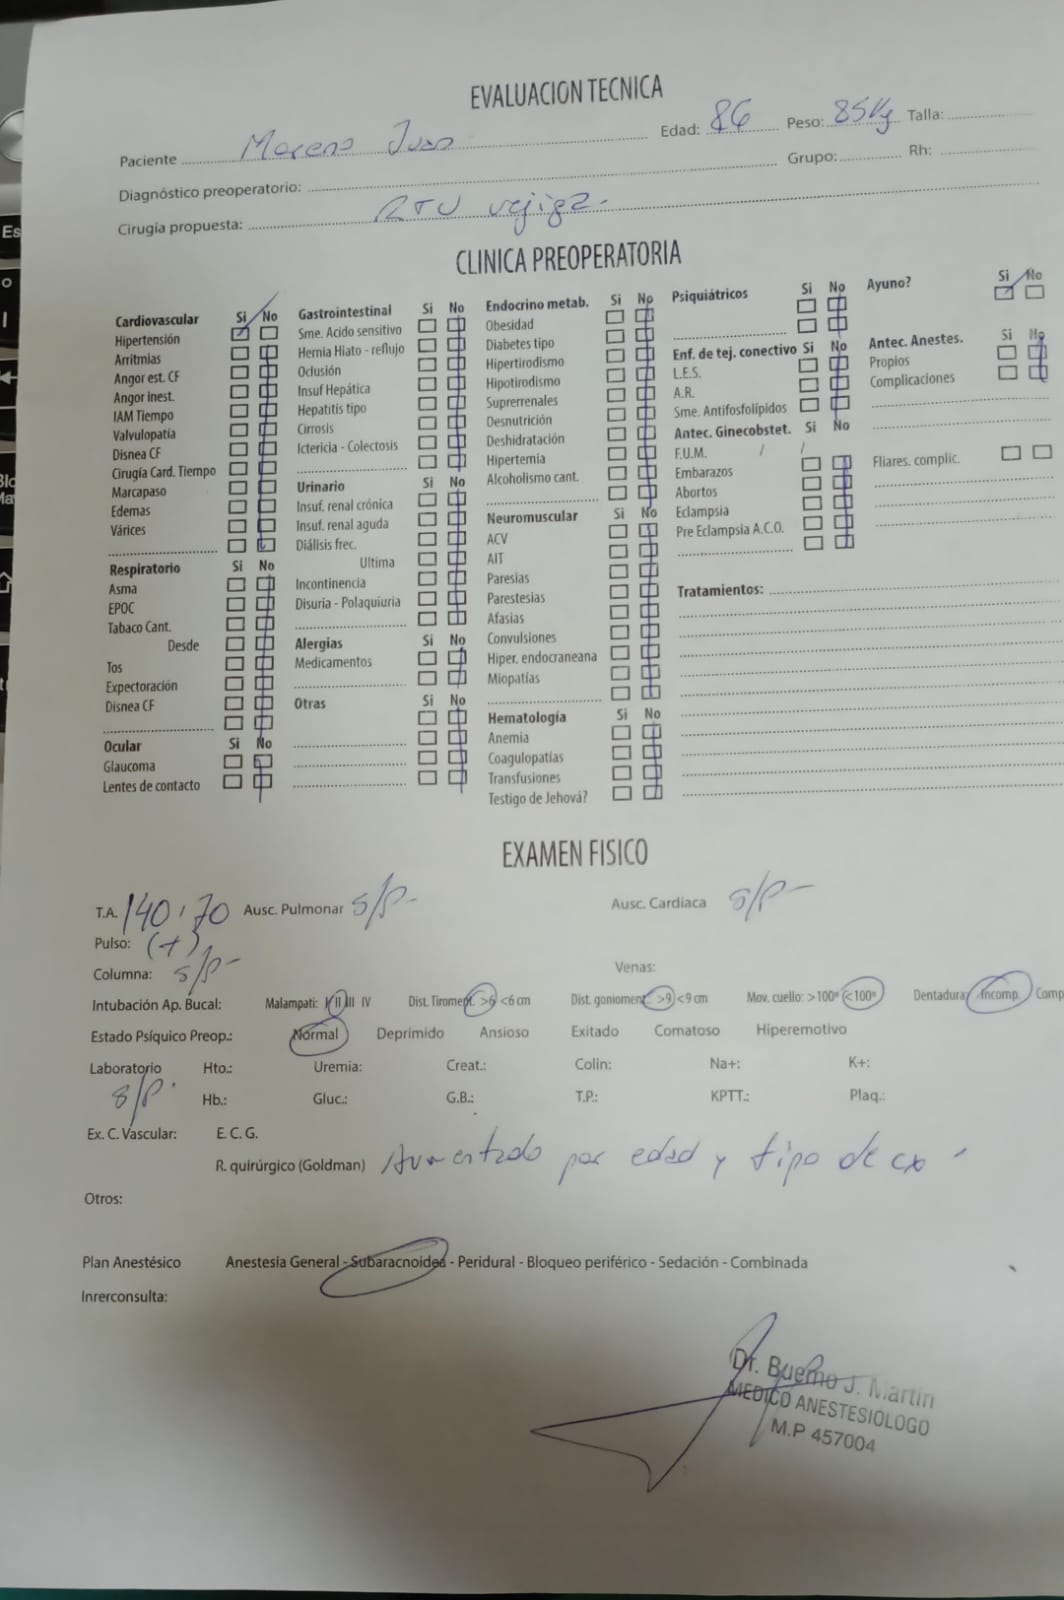 EVALUACION TECNICA
Paciente Moreno Juan Edad: 86 Peso: 85Kg Talla:
Diagnóstico preoperatorio: Grupo: Rh:
Cirugía propuesta: RTU vejiga.
CLINICA PREOPERATORIA
Cardiovascular Si No
Hipertensión
Arritmias
Angor est. CF
Angor inest.
IAM Tiempo
Valvulopatía
Disnea CF
Cirugía Card. Tiempo
Marcapaso
Edemas
Várices
Respiratorio Si No
Asma
EPOC
Tabaco Cant.
Desde
Tos
Expectoración
Disnea CF
Ocular Si No
Glaucoma
Lentes de contacto
Gastrointestinal Si No
Sme. Acido sensitivo
Hernia Hiato - reflujo
Oclusión
Insuf Hepática
Hepatitis tipo
Cirrosis
Ictericia - Colectosis
Urinario Si No
Insuf. renal crónica
Insuf. renal aguda
Diálisis frec.
Ultima
Incontinencia
Disuria - Polaquiuria
Alergias Si No
Medicamentos
Otras Si No
Endocrino metab. Si No
Obesidad
Diabetes tipo
Hipertirodismo
Hipotirodismo
Suprerrenales
Desnutrición
Deshidratación
Hipertemia
Alcoholismo cant.
Neuromuscular Si No
ACV
AIT
Paresias
Parestesias
Afasias
Convulsiones
Hiper. endocraneana
Miopatías
Hematología Si No
Anemia
Coagulopatías
Transfusiones
Testigo de Jehová?
Psiquiátricos Si No
Enf. de tej. conectivo Si No
L.E.S.
A.R.
Sme. Antifosfolípidos
Antec. Ginecobstet. Si No
F.U.M. / /
Embarazos
Abortos
Eclampsia
Pre Eclampsia A.C.O.
Ayuno? Si No
Antec. Anestes. Si No
Propios
Complicaciones
Fliares. complic.
Tratamientos:
EXAMEN FISICO
T.A. 140/70 Ausc. Pulmonar s/p- Ausc. Cardíaca s/p-
Pulso: (+)
Columna: s/p- Venas:
Intubación Ap. Bucal: Malampati: I II III IV Dist. Tiroment. >6 <6 cm Dist. gonioment. >9 <9 cm Mov. cuello: >100º <100º Dentadura: Incomp. Comp
Estado Psíquico Preop.: Normal Deprimido Ansioso Exitado Comatoso Hiperemotivo
Laboratorio Hto.: Uremia: Creat.: Colin: Na+: K+:
s/p. Hb.: Gluc.: G.B.: T.P.: KPTT.: Plaq.:
Ex. C. Vascular: E. C. G.
R. quirúrgico (Goldman) Aumentado por edad y tipo de cx
Otros:
Plan Anestésico Anestesia General - Subaracnoidea - Peridural - Bloqueo periférico - Sedación - Combinada
Inrerconsulta:
Dr. Bueno J. Martin
MEDICO ANESTESIOLOGO
M.P 457004